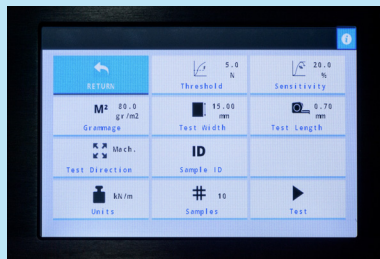 i
RETURN
5.0
N
Threshold
20.0
%
Sensitivity
M² 80.0
gr/m2
Grammage
15.00
mm
Test Width
0.70
mm
Test Length
Mach.
Test Direction
ID
Sample ID
kN/m
Units
# 10
Samples
Test